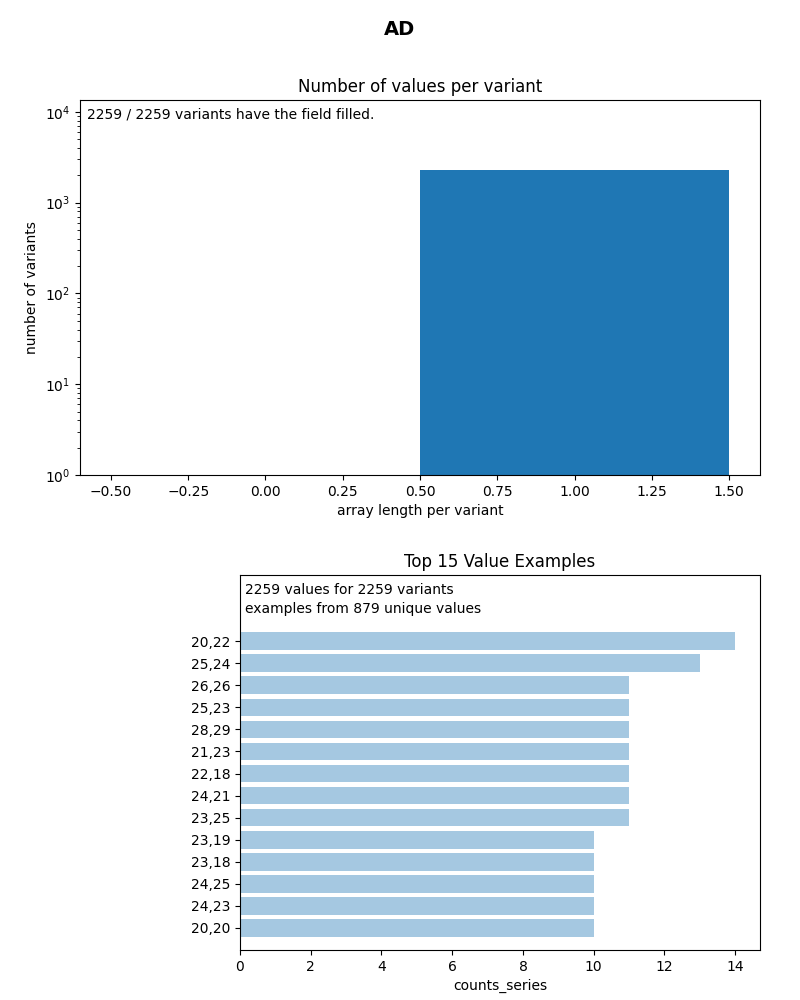 AD
Number of values per variant
2259 / 2259 variants have the field filled.
10⁴
10³
10²
10¹
10⁰
number of variants
−0.50 −0.25 0.00 0.25 0.50 0.75 1.00 1.25 1.50
array length per variant
Top 15 Value Examples
2259 values for 2259 variants
examples from 879 unique values
20,22
25,24
26,26
25,23
28,29
21,23
22,18
24,21
23,25
23,19
23,18
24,25
24,23
20,20
0 2 4 6 8 10 12 14
counts_series